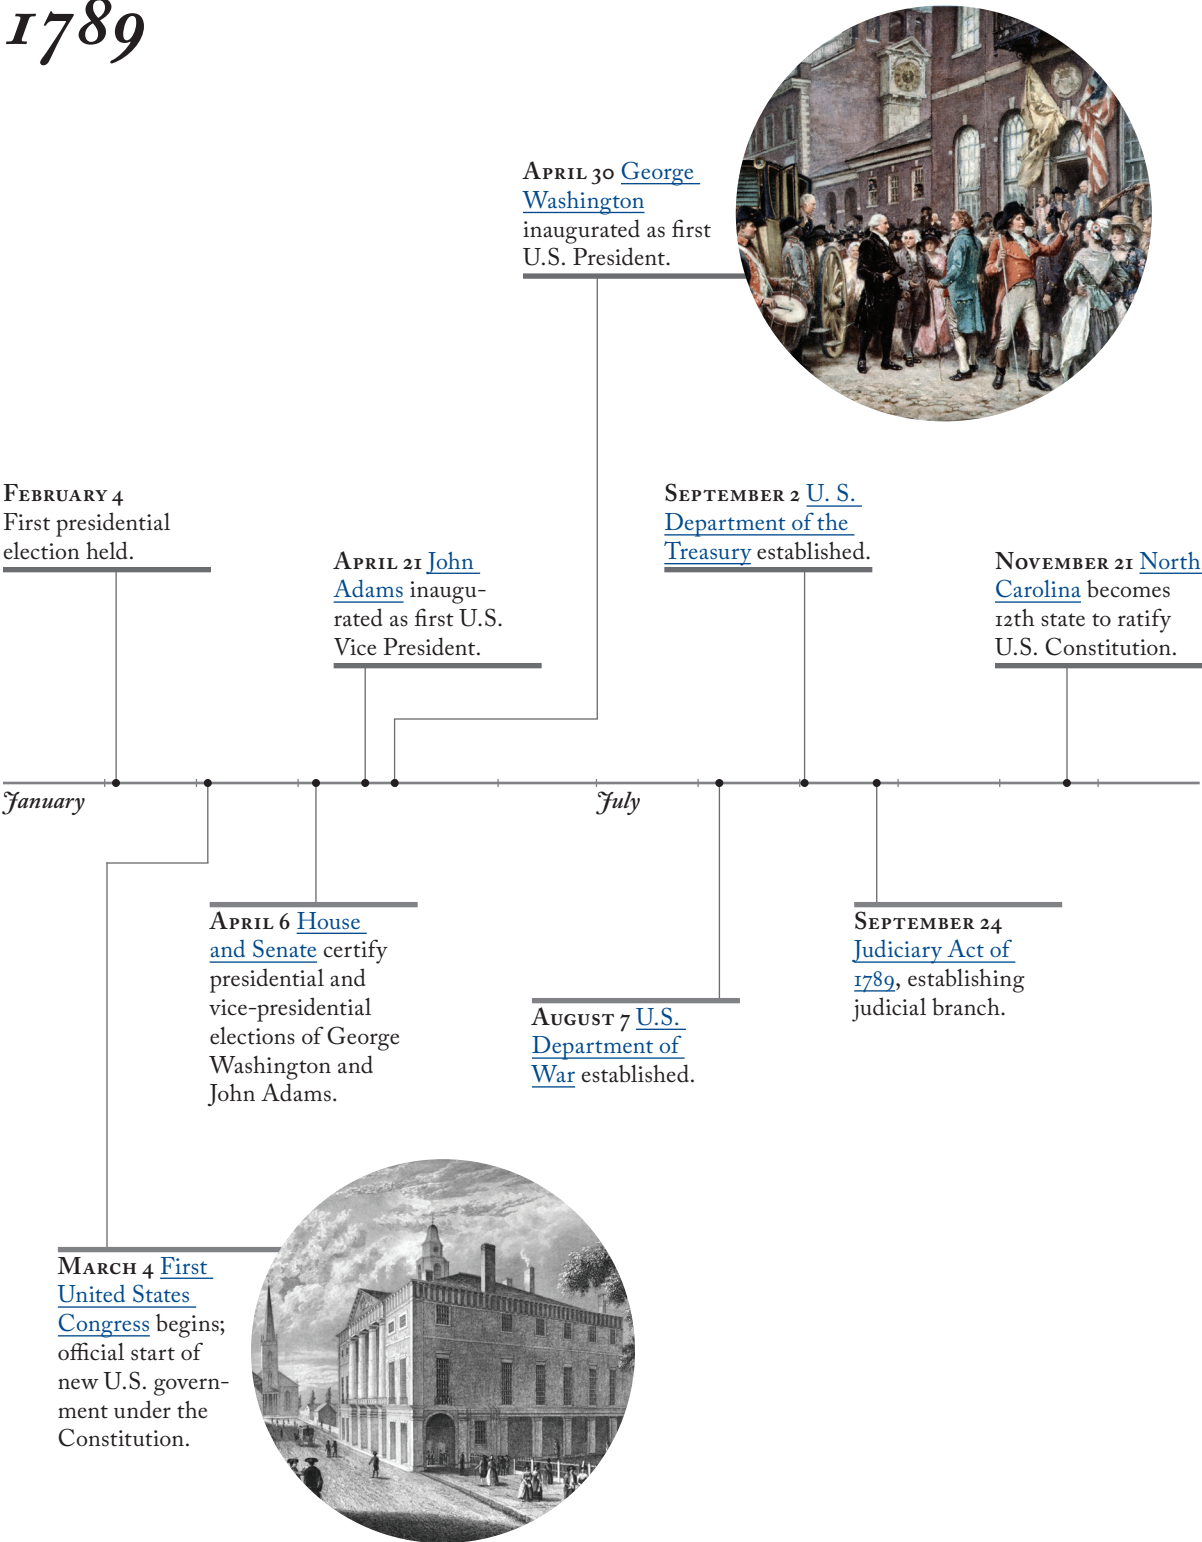 1789
APRIL 30 George
Washington
inaugurated as first
U.S. President.
FEBRUARY 4
First presidential
election held.
APRIL 21 John
Adams inaugu-
rated as first U.S.
Vice President.
SEPTEMBER 2 U. S.
Department of the
Treasury established.
NOVEMBER 21 North
Carolina becomes
12th state to ratify
U.S. Constitution.
January
July
APRIL 6 House
and Senate certify
presidential and
vice-presidential
elections of George
Washington and
John Adams.
AUGUST 7 U.S.
Department of
War established.
SEPTEMBER 24
Judiciary Act of
1789, establishing
judicial branch.
MARCH 4 First
United States
Congress begins;
official start of
new U.S. govern-
ment under the
Constitution.